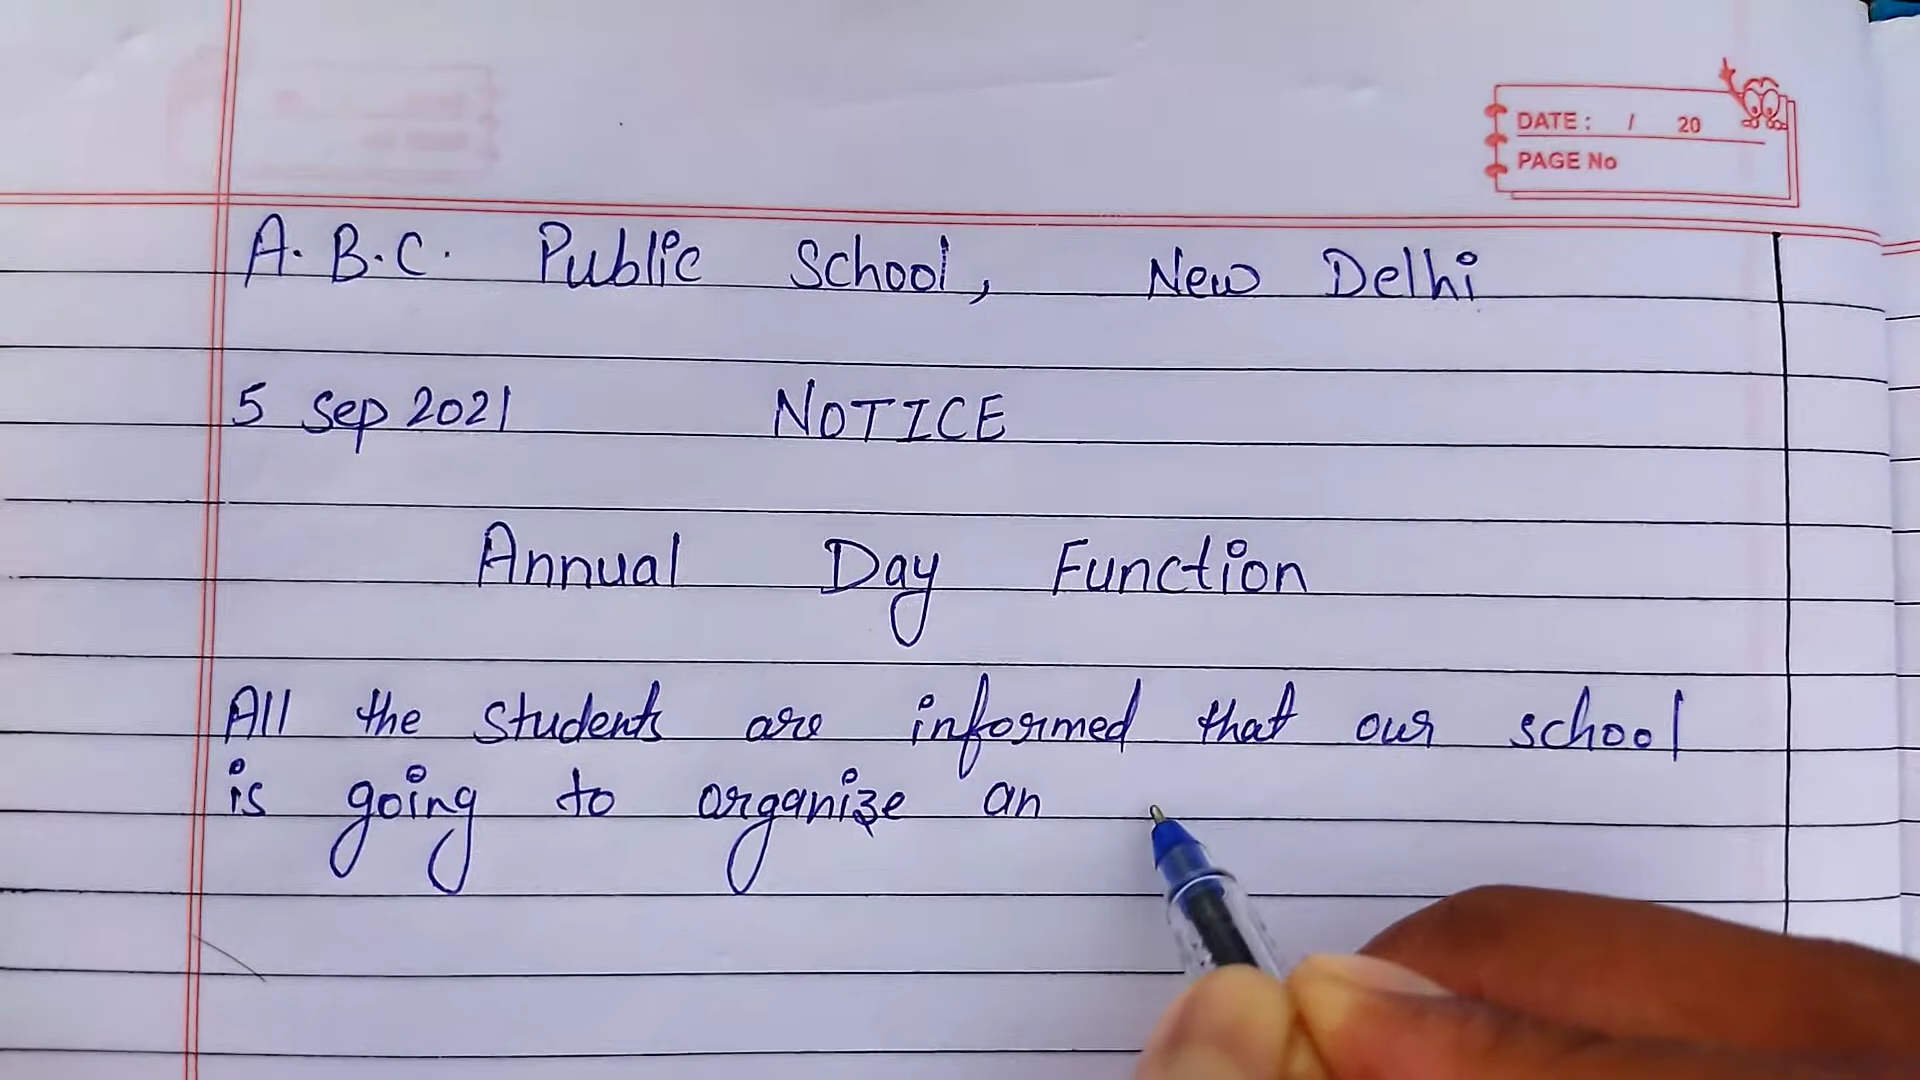 DATE : / 20
PAGE No
A. B.C. Public School, New Delhi
5 Sep 2021 NOTICE
Annual Day Function
All the students are informed that our school
is going to organize an